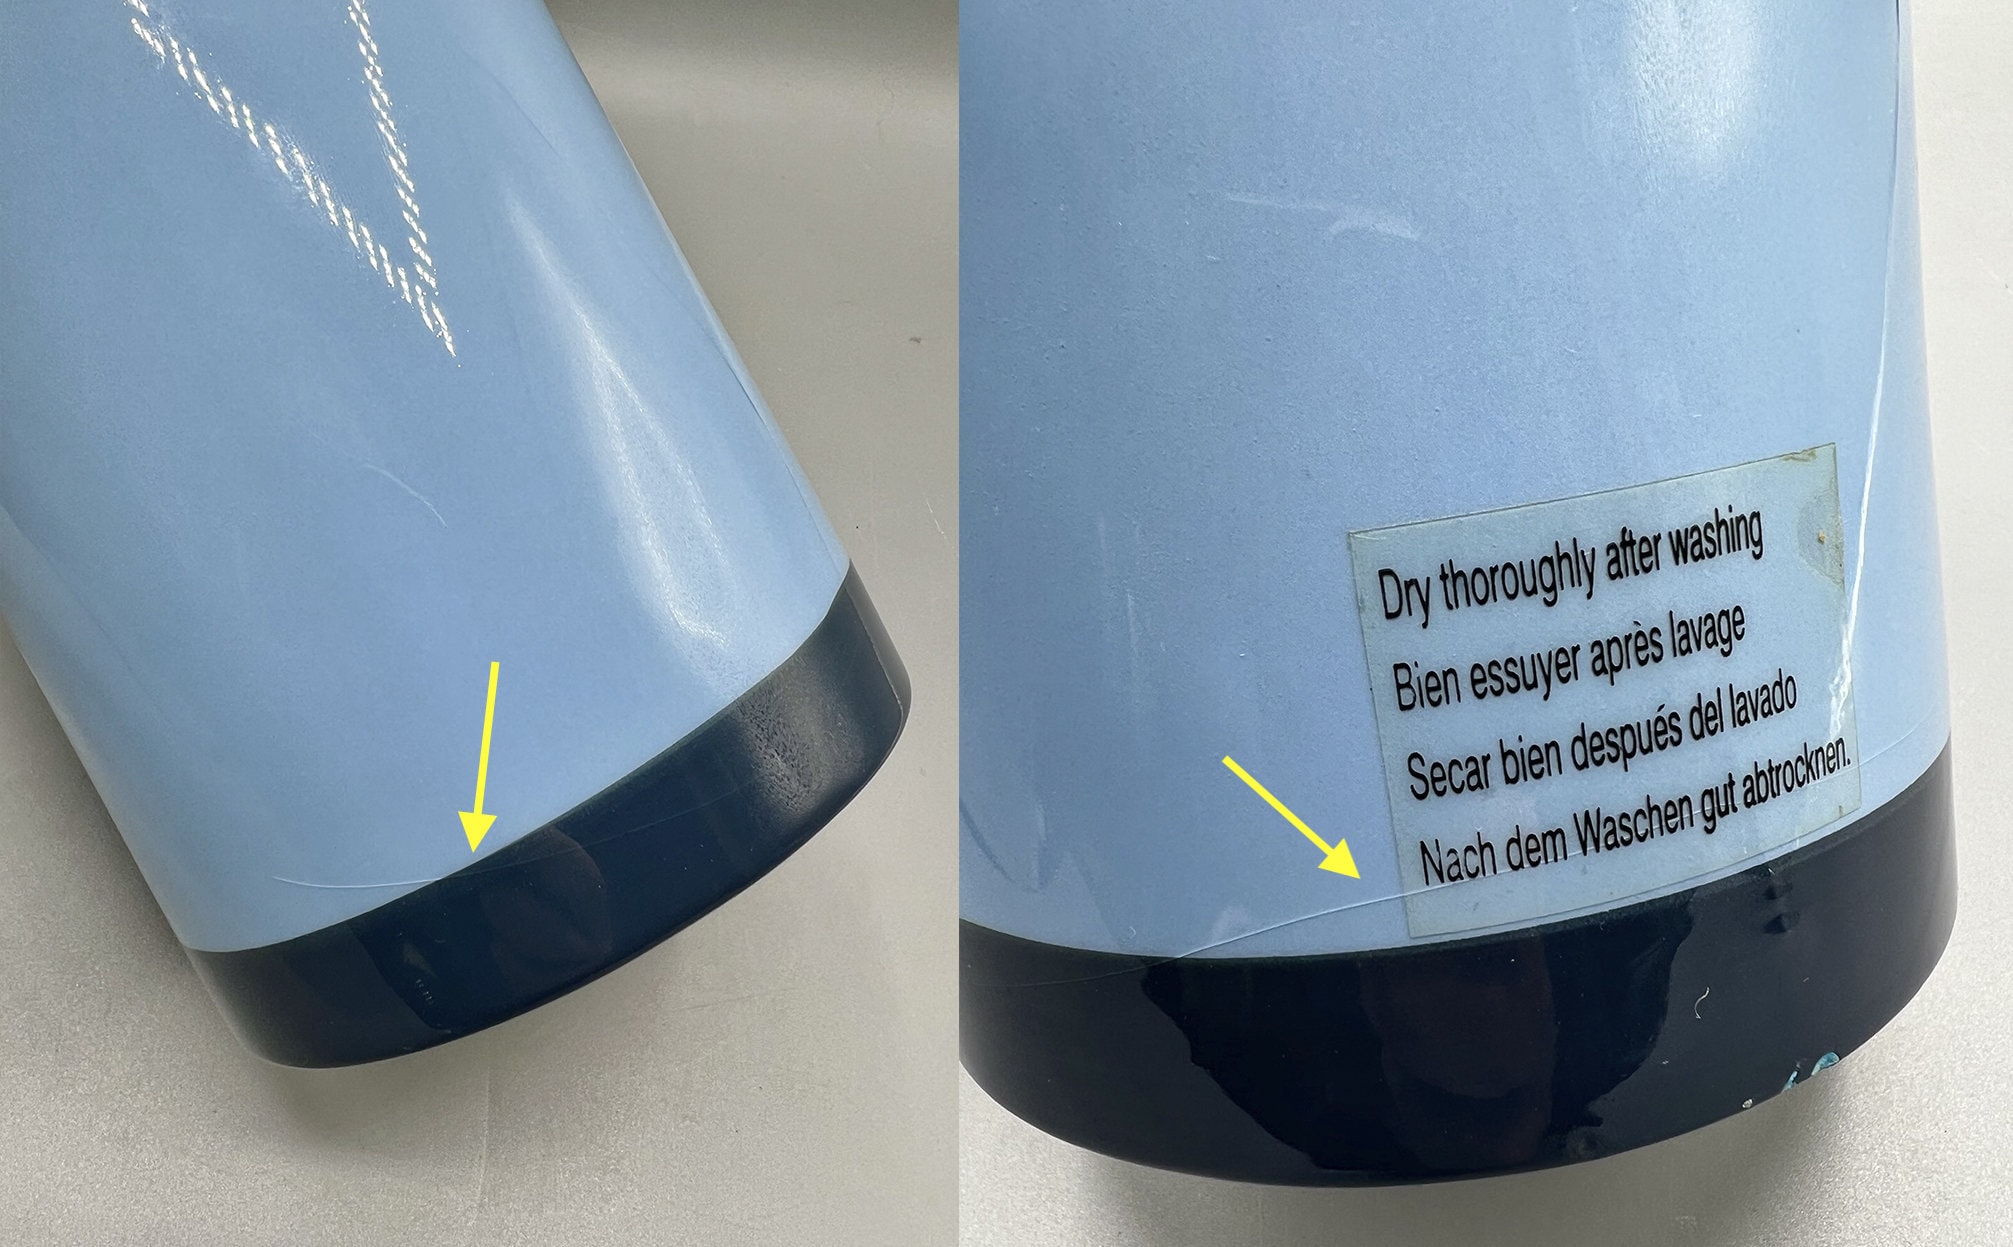 Dry thoroughly after washing
Bien essuyer après lavage
Secar bien después del lavado
Nach dem Waschen gut abtrocknen.